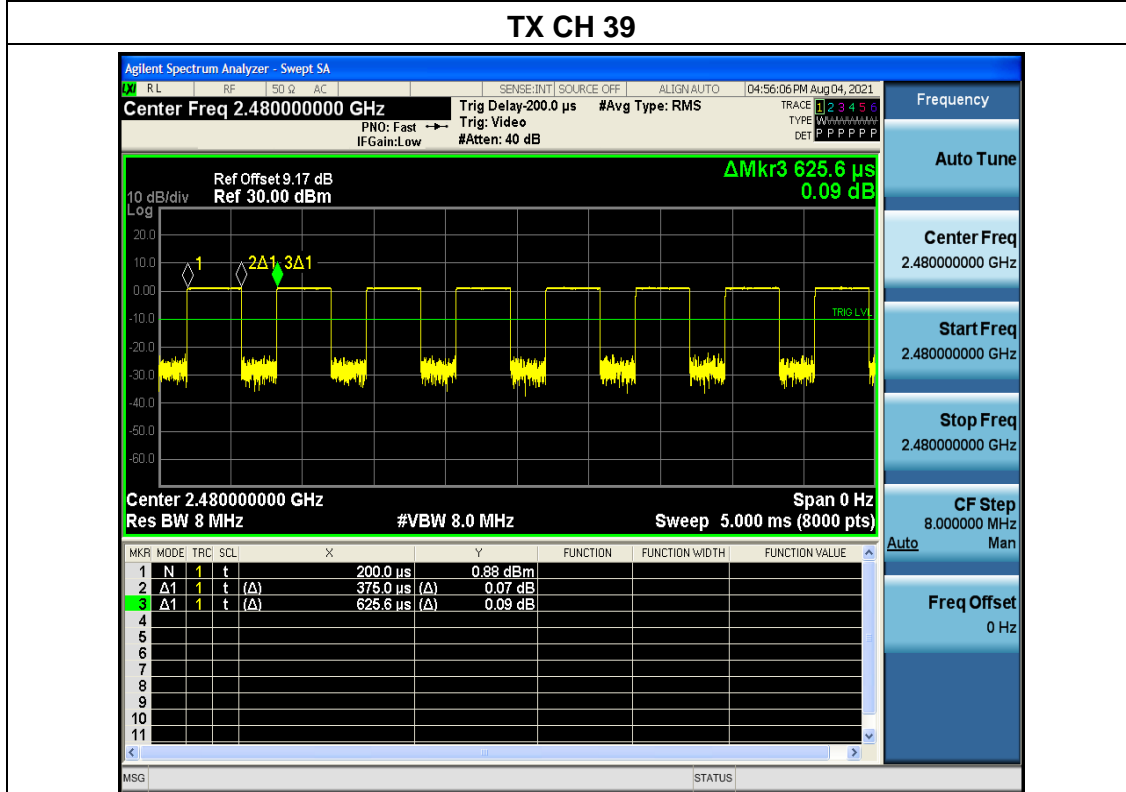 TX CH 39
Agilent Spectrum Analyzer - Swept SA
LXI RL RF 50 Ω AC SENSE:INT SOURCE OFF ALIGN AUTO 04:56:06 PM Aug 04, 2021
Center Freq 2.480000000 GHz Trig Delay-200.0 µs #Avg Type: RMS TRACE 1 2 3 4 5 6
PNO: Fast Trig: Video TYPE WWWWWW
IFGain:Low #Atten: 40 dB DET P P P P P P
Frequency
Auto Tune
ΔMkr3 625.6 µs
Ref Offset 9.17 dB
10 dB/div Ref 30.00 dBm 0.09 dB
Log
20.0
10.0
0.00
-10.0
-20.0
-30.0
-40.0
-50.0
-60.0
1 2Δ1 3Δ1
TRIG LVL
Center 2.480000000 GHz Span 0 Hz
Res BW 8 MHz #VBW 8.0 MHz Sweep 5.000 ms (8000 pts)
Center Freq
2.480000000 GHz
Start Freq
2.480000000 GHz
Stop Freq
2.480000000 GHz
CF Step
8.000000 MHz
Auto Man
Freq Offset
0 Hz
MKR MODE TRC SCL X Y FUNCTION FUNCTION WIDTH FUNCTION VALUE
1 N 1 t 200.0 µs 0.88 dBm
2 Δ1 1 t (Δ) 375.0 µs (Δ) 0.07 dB
3 Δ1 1 t (Δ) 625.6 µs (Δ) 0.09 dB
4
5
6
7
8
9
10
11
MSG STATUS